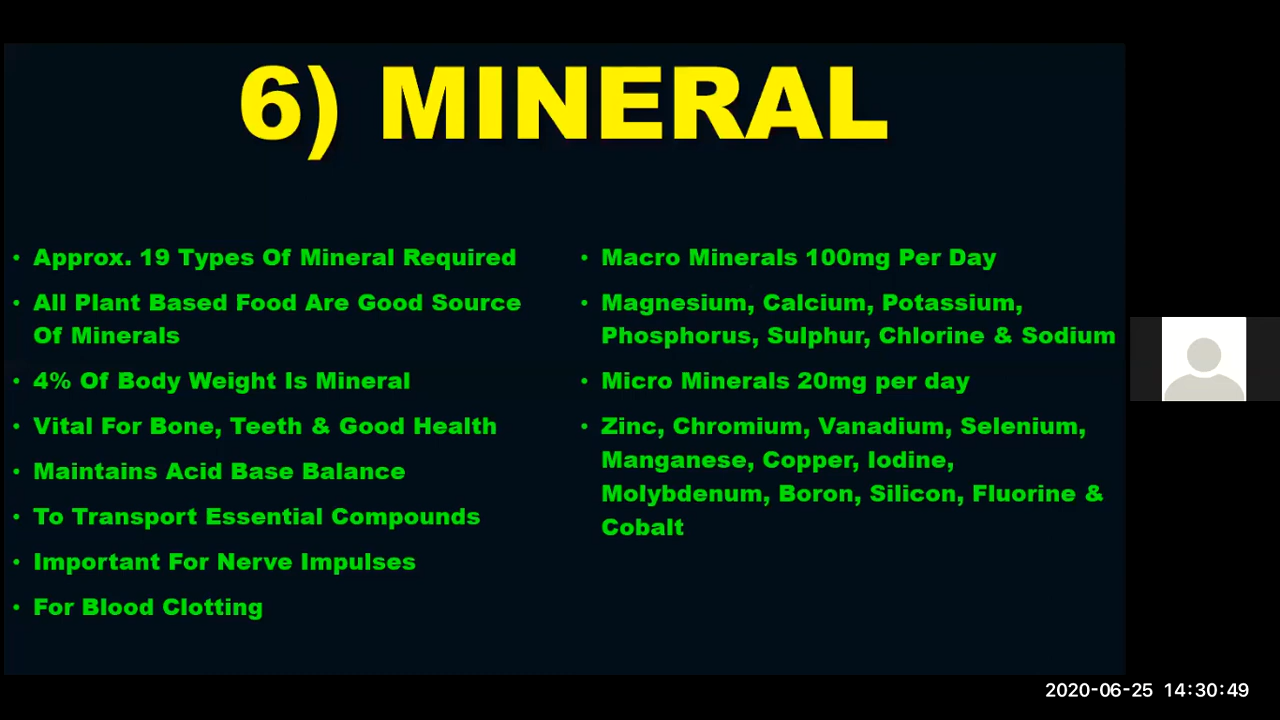 6) MINERAL
• Approx. 19 Types Of Mineral Required
• All Plant Based Food Are Good Source
Of Minerals
• 4% Of Body Weight Is Mineral
• Vital For Bone, Teeth & Good Health
• Maintains Acid Base Balance
• To Transport Essential Compounds
• Important For Nerve Impulses
• For Blood Clotting
• Macro Minerals 100mg Per Day
• Magnesium, Calcium, Potassium,
Phosphorus, Sulphur, Chlorine & Sodium
• Micro Minerals 20mg per day
• Zinc, Chromium, Vanadium, Selenium,
Manganese, Copper, Iodine,
Molybdenum, Boron, Silicon, Fluorine &
Cobalt
2020-06-25 14:30:49